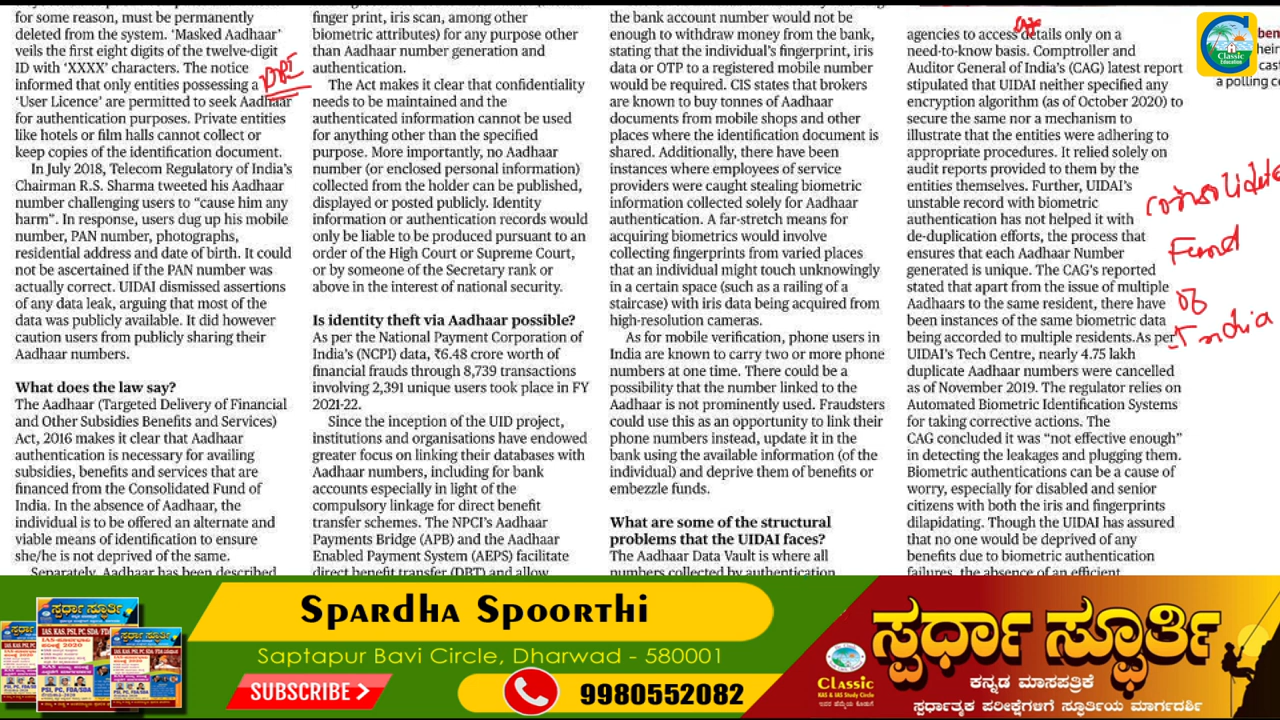 for some reason, must be permanently
deleted from the system. ‘Masked Aadhaar’
veils the first eight digits of the twelve-digit
ID with ‘XXXX’ characters. The notice
informed that only entities possessing a
‘User Licence’ are permitted to seek Aadhaar
for authentication purposes. Private entities
like hotels or film halls cannot collect or
keep copies of the identification document.
In July 2018, Telecom Regulatory of India’s
Chairman R.S. Sharma tweeted his Aadhaar
number challenging users to “cause him any
harm”. In response, users dug up his mobile
number, PAN number, photographs,
residential address and date of birth. It could
not be ascertained if the PAN number was
actually correct. UIDAI dismissed assertions
of any data leak, arguing that most of the
data was publicly available. It did however
caution users from publicly sharing their
Aadhaar numbers.
What does the law say?
The Aadhaar (Targeted Delivery of Financial
and Other Subsidies Benefits and Services)
Act, 2016 makes it clear that Aadhaar
authentication is necessary for availing
subsidies, benefits and services that are
financed from the Consolidated Fund of
India. In the absence of Aadhaar, the
individual is to be offered an alternate and
viable means of identification to ensure
she/he is not deprived of the same.
Separately, Aadhaar has been described
finger print, iris scan, among other
biometric attributes) for any purpose other
than Aadhaar number generation and
authentication.
The Act makes it clear that confidentiality
needs to be maintained and the
authenticated information cannot be used
for anything other than the specified
purpose. More importantly, no Aadhaar
number (or enclosed personal information)
collected from the holder can be published,
displayed or posted publicly. Identity
information or authentication records would
only be liable to be produced pursuant to an
order of the High Court or Supreme Court,
or by someone of the Secretary rank or
above in the interest of national security.
Is identity theft via Aadhaar possible?
As per the National Payment Corporation of
India’s (NCPI) data, ₹6.48 crore worth of
financial frauds through 8,739 transactions
involving 2,391 unique users took place in FY
2021-22.
Since the inception of the UID project,
institutions and organisations have endowed
greater focus on linking their databases with
Aadhaar numbers, including for bank
accounts especially in light of the
compulsory linkage for direct benefit
transfer schemes. The NPCI’s Aadhaar
Payments Bridge (APB) and the Aadhaar
Enabled Payment System (AEPS) facilitate
direct benefit transfer (DBT) and allow
the bank account number would not be
enough to withdraw money from the bank,
stating that the individual’s fingerprint, iris
data or OTP to a registered mobile number
would be required. CIS states that brokers
are known to buy tonnes of Aadhaar
documents from mobile shops and other
places where the identification document is
shared. Additionally, there have been
instances where employees of service
providers were caught stealing biometric
information collected solely for Aadhaar
authentication. A far-stretch means for
acquiring biometrics would involve
collecting fingerprints from varied places
that an individual might touch unknowingly
in a certain space (such as a railing of a
staircase) with iris data being acquired from
high-resolution cameras.
As for mobile verification, phone users in
India are known to carry two or more phone
numbers at one time. There could be a
possibility that the number linked to the
Aadhaar is not prominently used. Fraudsters
could use this as an opportunity to link their
phone numbers instead, update it in the
bank using the available information (of the
individual) and deprive them of benefits or
embezzle funds.
What are some of the structural
problems that the UIDAI faces?
The Aadhaar Data Vault is where all
numbers collected by authentication
agencies to access details only on a
need-to-know basis. Comptroller and
Auditor General of India’s (CAG) latest report
stipulated that UIDAI neither specified any
encryption algorithm (as of October 2020) to
secure the same nor a mechanism to
illustrate that the entities were adhering to
appropriate procedures. It relied solely on
audit reports provided to them by the
entities themselves. Further, UIDAI’s
unstable record with biometric
authentication has not helped it with
de-duplication efforts, the process that
ensures that each Aadhaar Number
generated is unique. The CAG’s reported
stated that apart from the issue of multiple
Aadhaars to the same resident, there have
been instances of the same biometric data
being accorded to multiple residents.As per
UIDAI’s Tech Centre, nearly 4.75 lakh
duplicate Aadhaar numbers were cancelled
as of November 2019. The regulator relies on
Automated Biometric Identification Systems
for taking corrective actions. The
CAG concluded it was “not effective enough”
in detecting the leakages and plugging them.
Biometric authentications can be a cause of
worry, especially for disabled and senior
citizens with both the iris and fingerprints
dilapidating. Though the UIDAI has assured
that no one would be deprived of any
benefits due to biometric authentication
failures, the absence of an efficient
Consolidate
Fund
of
India
Classic
Education
a polling
Spardha Spoorthi
Saptapur Bavi Circle, Dharwad - 580001
SUBSCRIBE
9980552082
ಸ್ಪರ್ಧಾ ಸ್ಫೂರ್ತಿ
Classic
KAS & IAS Study Circle
ಕನ್ನಡ ಮಾಸಪತ್ರಿಕೆ
ಸ್ಪರ್ಧಾತ್ಮಕ ಪರೀಕ್ಷೆಗಳಿಗೆ ಸ್ಫೂರ್ತಿಯ ಮಾರ್ಗದರ್ಶಿ